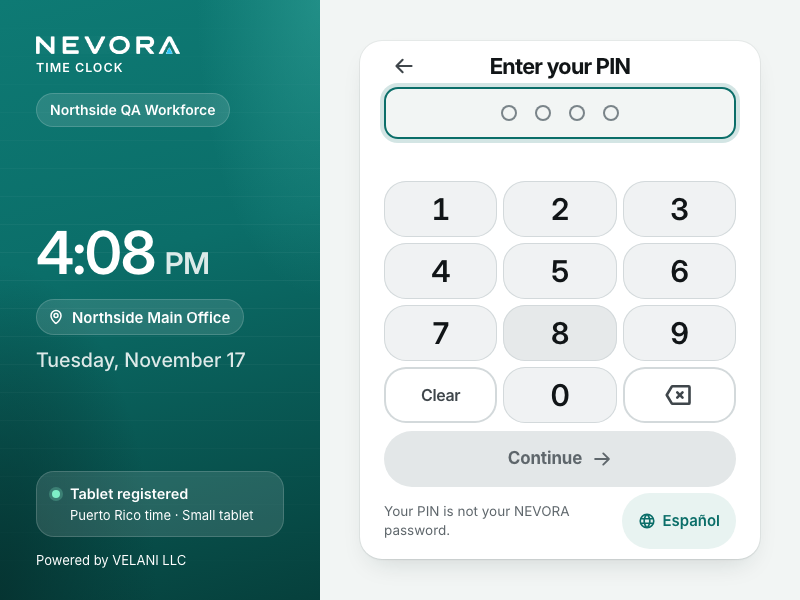 NEVORA
TIME CLOCK
Northside QA Workforce
4:08 PM
Northside Main Office
Tuesday, November 17
Tablet registered
Puerto Rico time · Small tablet
Powered by VELANI LLC
Enter your PIN
1 2 3
4 5 6
7 8 9
Clear 0
Continue
Your PIN is not your NEVORA
password.
Español